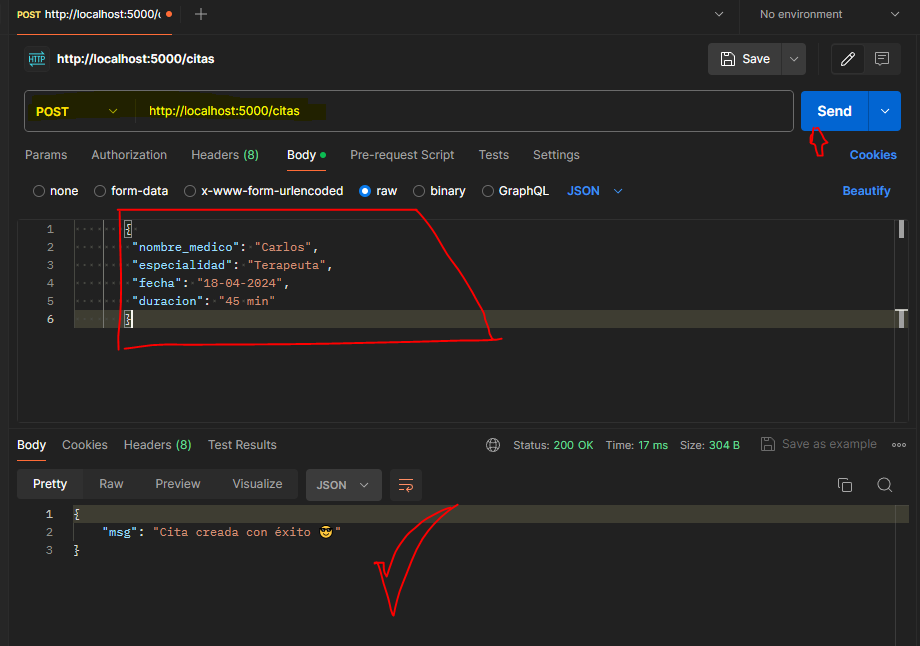 POST http://localhost:5000/c
No environment
HTTP http://localhost:5000/citas
Save
POST http://localhost:5000/citas
Send
Params Authorization Headers (8) Body Pre-request Script Tests Settings Cookies
none form-data x-www-form-urlencoded raw binary GraphQL JSON Beautify
1 {
2 "nombre_medico": "Carlos",
3 "especialidad": "Terapeuta",
4 "fecha": "18-04-2024",
5 "duracion": "45 min"
6 }
Body Cookies Headers (8) Test Results Status: 200 OK Time: 17 ms Size: 304 B Save as example
Pretty Raw Preview Visualize JSON
1 {
2 "msg": "Cita creada con éxito 😎"
3 }